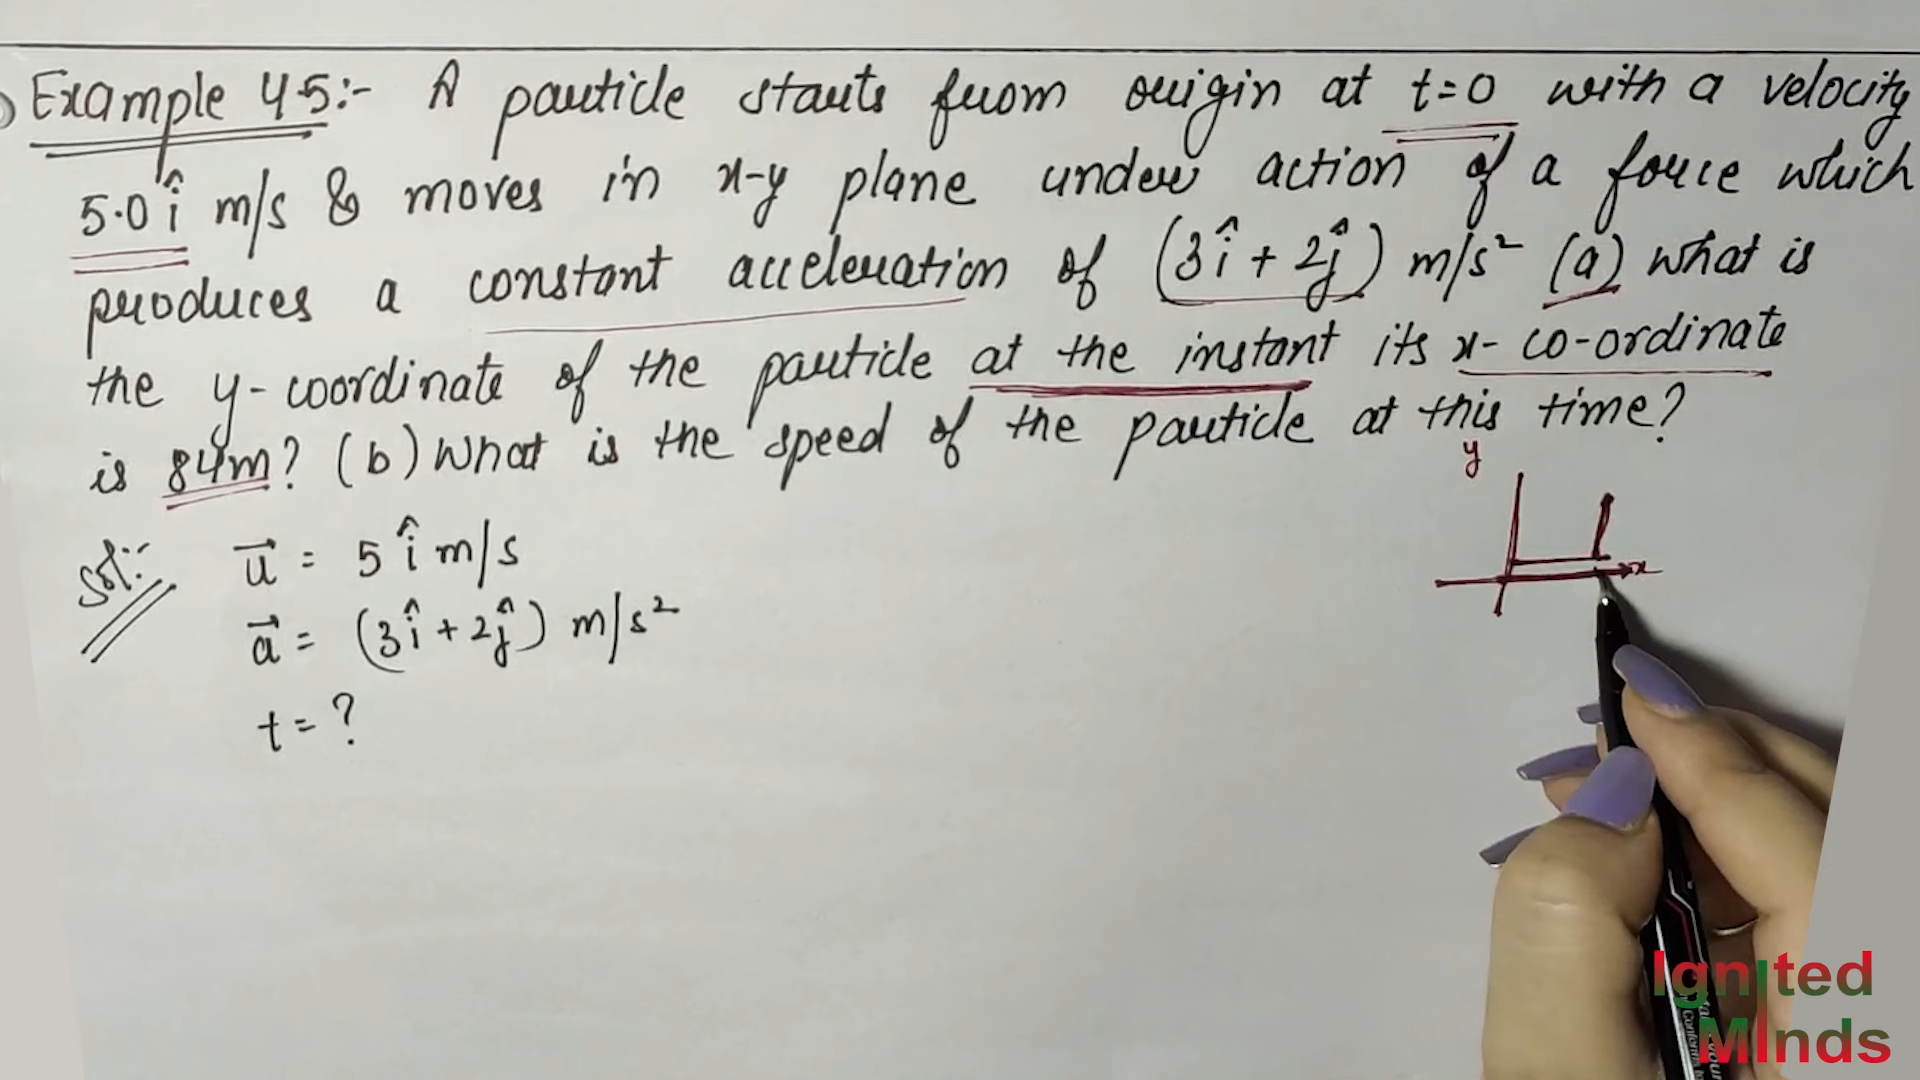 Example 4.5:- A particle starts from origin at t=0 with a velocity
5.0 î m/s & moves in x-y plane under action of a force which
produces a constant acceleration of (3î + 2ĵ) m/s² (a) what is
the y-coordinate of the particle at the instant its x-co-ordinate
is 84m? (b) What is the speed of the particle at this time?
y
x
Sol:-
u⃗ = 5 î m/s
a⃗ = (3î + 2ĵ) m/s²
t = ?
Ignited
Minds